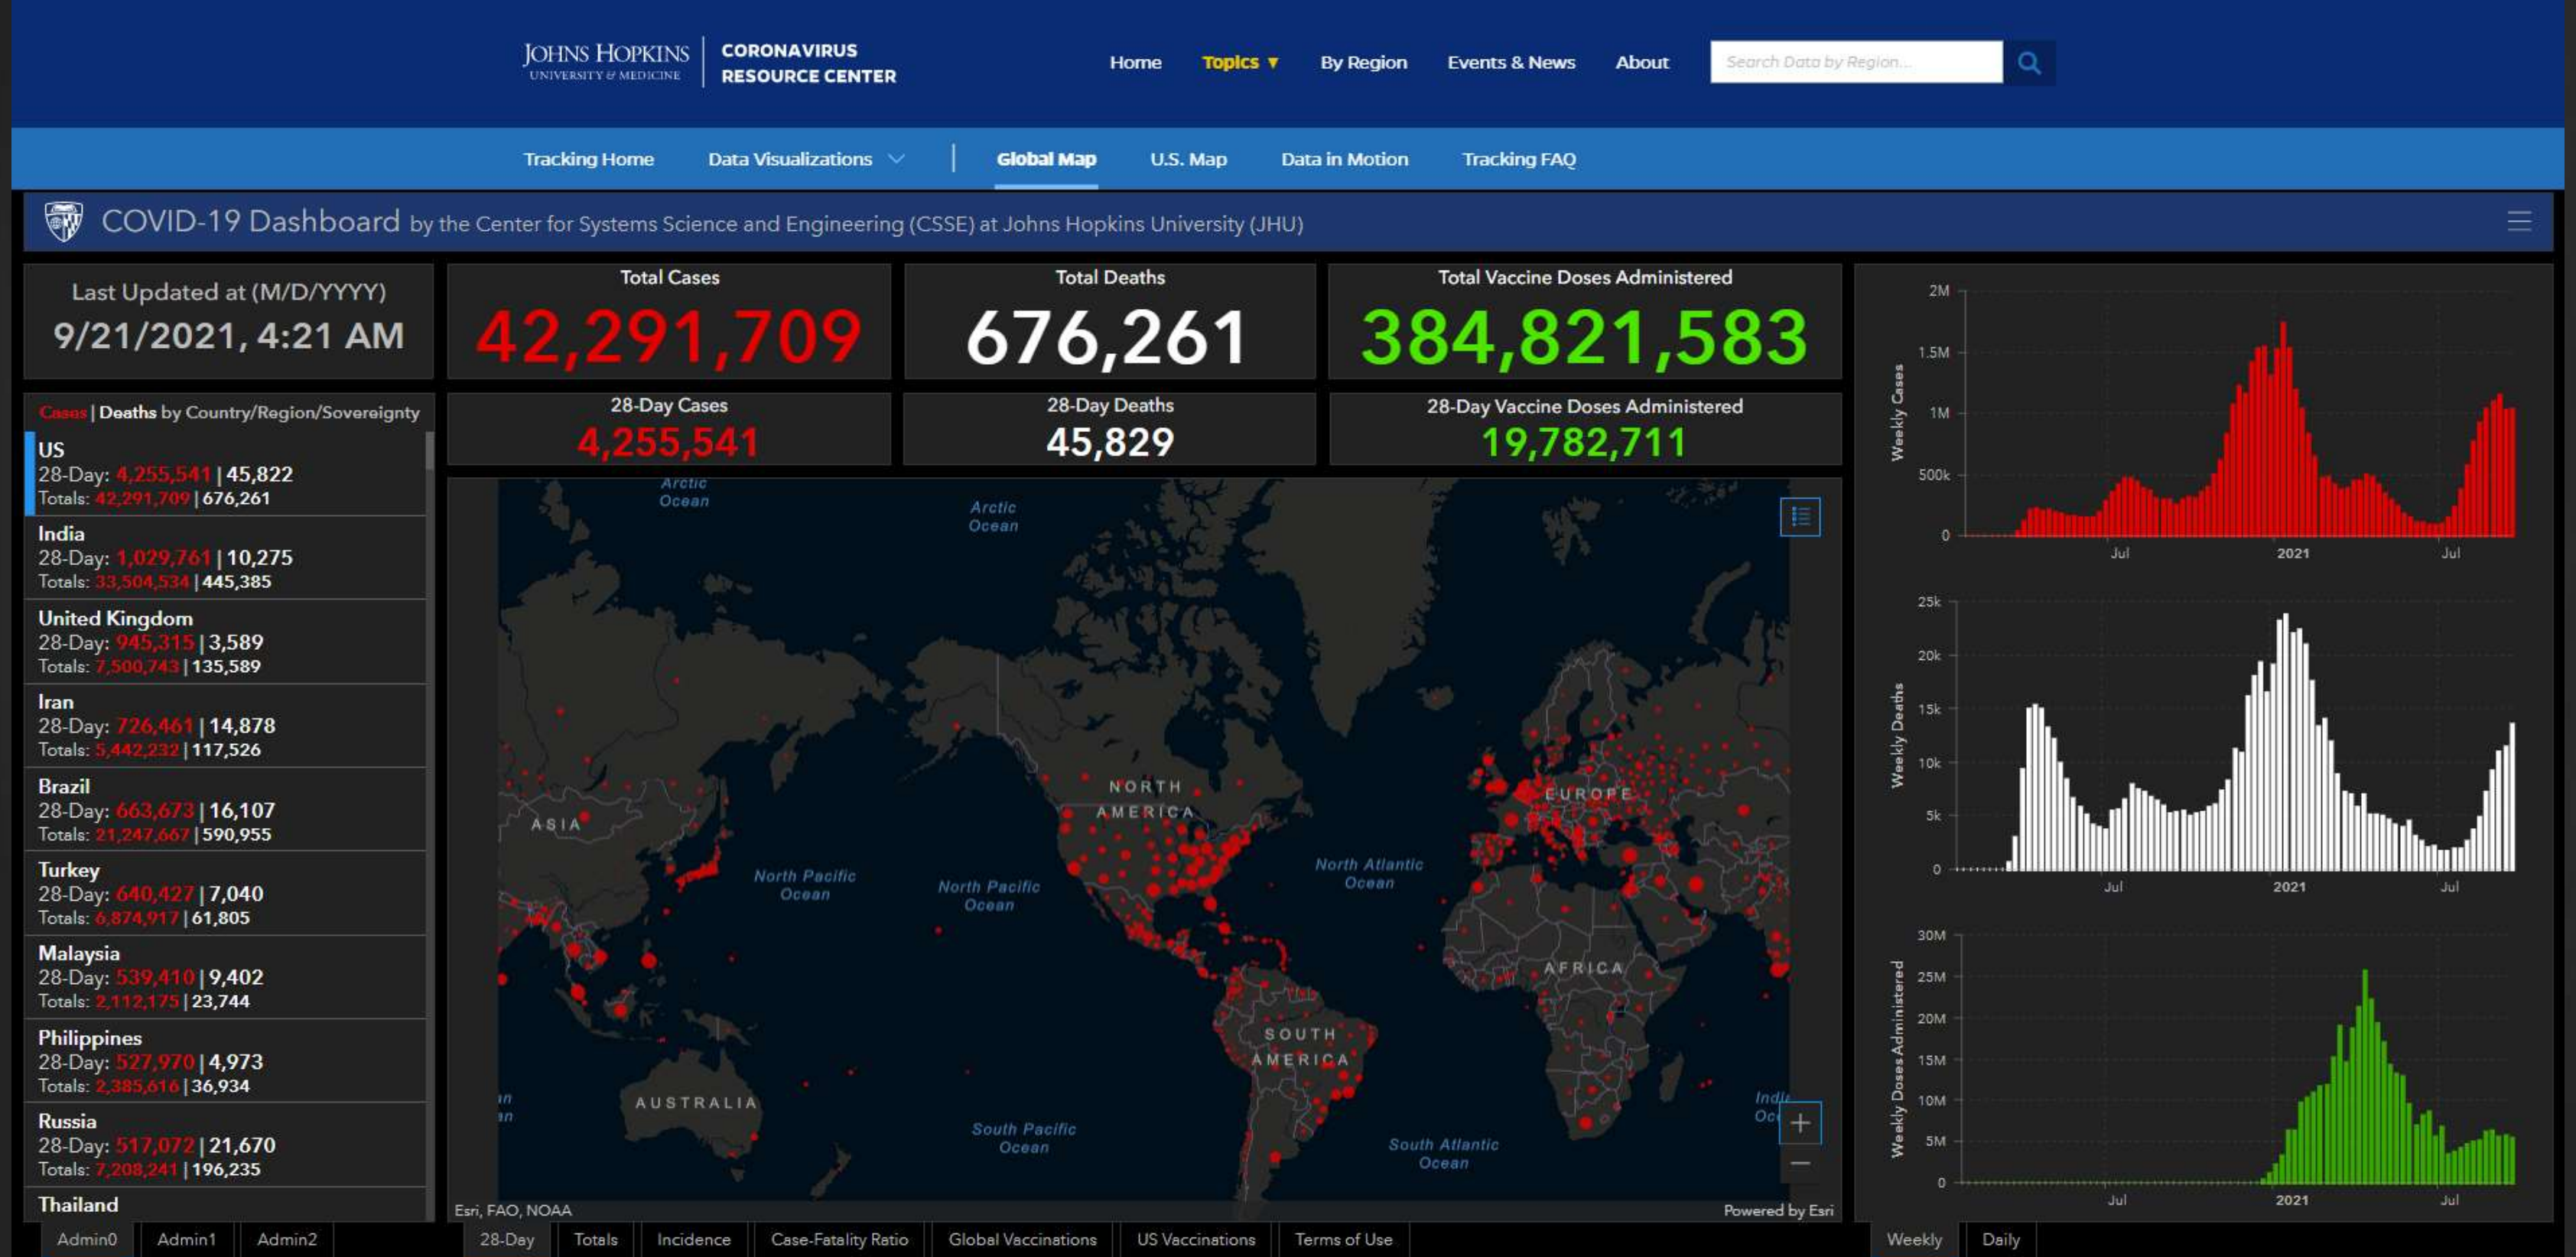 JOHNS HOPKINS
UNIVERSITY & MEDICINE
CORONAVIRUS
RESOURCE CENTER
Home
Topics ▼
By Region
Events & News
About
Search Data by Region...
Tracking Home
Data Visualizations
Global Map
U.S. Map
Data in Motion
Tracking FAQ
COVID-19 Dashboard by the Center for Systems Science and Engineering (CSSE) at Johns Hopkins University (JHU)
Last Updated at (M/D/YYYY)
9/21/2021, 4:21 AM
Cases | Deaths by Country/Region/Sovereignty
US
28-Day: 4,255,541 | 45,822
Totals: 42,291,709 | 676,261
India
28-Day: 1,029,761 | 10,275
Totals: 33,504,534 | 445,385
United Kingdom
28-Day: 945,315 | 3,589
Totals: 7,500,743 | 135,589
Iran
28-Day: 726,461 | 14,878
Totals: 5,442,232 | 117,526
Brazil
28-Day: 663,673 | 16,107
Totals: 21,247,667 | 590,955
Turkey
28-Day: 640,427 | 7,040
Totals: 6,874,917 | 61,805
Malaysia
28-Day: 539,410 | 9,402
Totals: 2,112,175 | 23,744
Philippines
28-Day: 527,970 | 4,973
Totals: 2,385,616 | 36,934
Russia
28-Day: 517,072 | 21,670
Totals: 7,208,241 | 196,235
Thailand
Admin0
Admin1
Admin2
Total Cases
42,291,709
Total Deaths
676,261
Total Vaccine Doses Administered
384,821,583
28-Day Cases
4,255,541
28-Day Deaths
45,829
28-Day Vaccine Doses Administered
19,782,711
Arctic
Ocean
Arctic
Ocean
NORTH
AMERICA
EUROPE
ASIA
North Pacific
Ocean
North Pacific
Ocean
North Atlantic
Ocean
AFRICA
SOUTH
AMERICA
AUSTRALIA
South Pacific
Ocean
South Atlantic
Ocean
+
−
Esri, FAO, NOAA
Powered by Esri
28-Day
Totals
Incidence
Case-Fatality Ratio
Global Vaccinations
US Vaccinations
Terms of Use
Weekly Cases
2M
1.5M
1M
500k
0
Jul
2021
Jul
Weekly Deaths
25k
20k
15k
10k
5k
0
Jul
2021
Jul
Weekly Doses Administered
30M
25M
20M
15M
10M
5M
0
Jul
2021
Jul
Weekly
Daily